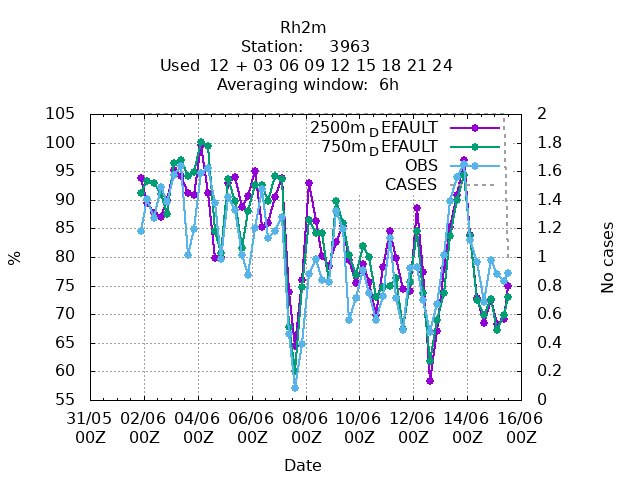 Rh2m
Station: 3963
Used 12 + 03 06 09 12 15 18 21 24
Averaging window: 6h
105
100
95
90
85
80
75
70
65
60
55
2
1.8
1.6
1.4
1.2
1
0.8
0.6
0.4
0.2
0
2500m DEFAULT
750m DEFAULT
OBS
CASES
%
No cases
31/05 02/06 04/06 06/06 08/06 10/06 12/06 14/06 16/06
00Z 00Z 00Z 00Z 00Z 00Z 00Z 00Z 00Z
Date